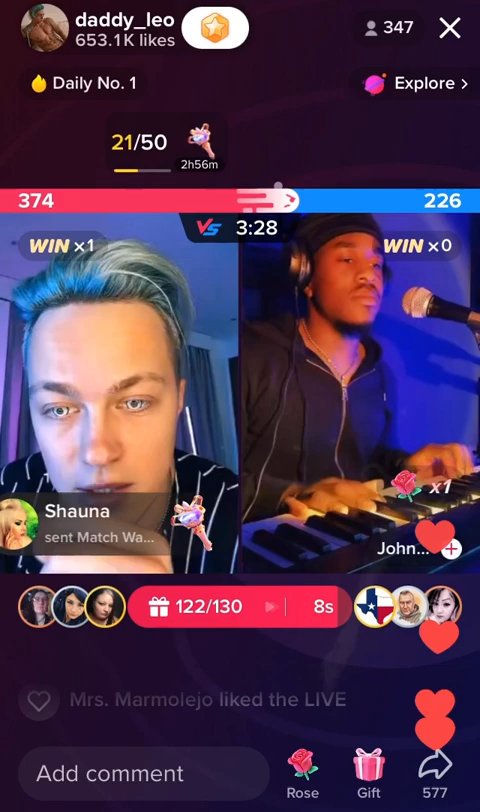 daddy_leo
653.1K likes
347
Daily No. 1
Explore >
21/50
2h56m
374
226
VS 3:28
WIN x1
WIN x0
Shauna
sent Match Wa...
x1
John...
122/130
8s
Mrs. Marmolejo liked the LIVE
Add comment
Rose
Gift
577